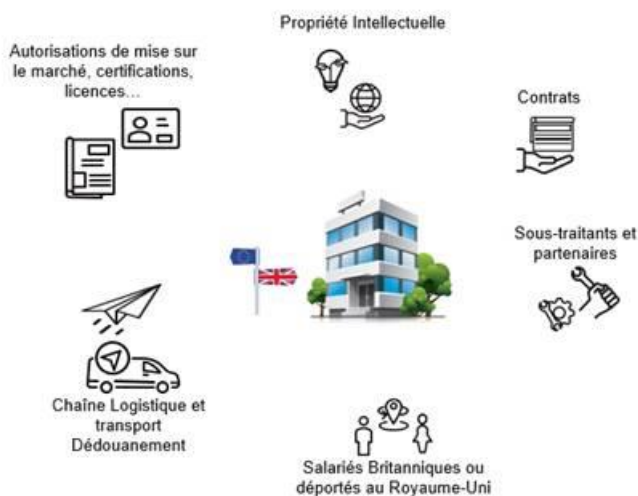 Propriété Intellectuelle
Autorisations de mise sur
le marché, certifications,
licences...
Contrats
Sous-traitants et
partenaires
Chaîne Logistique et
transport
Dédouanement
Salariés Britanniques ou
déportés au Royaume-Uni